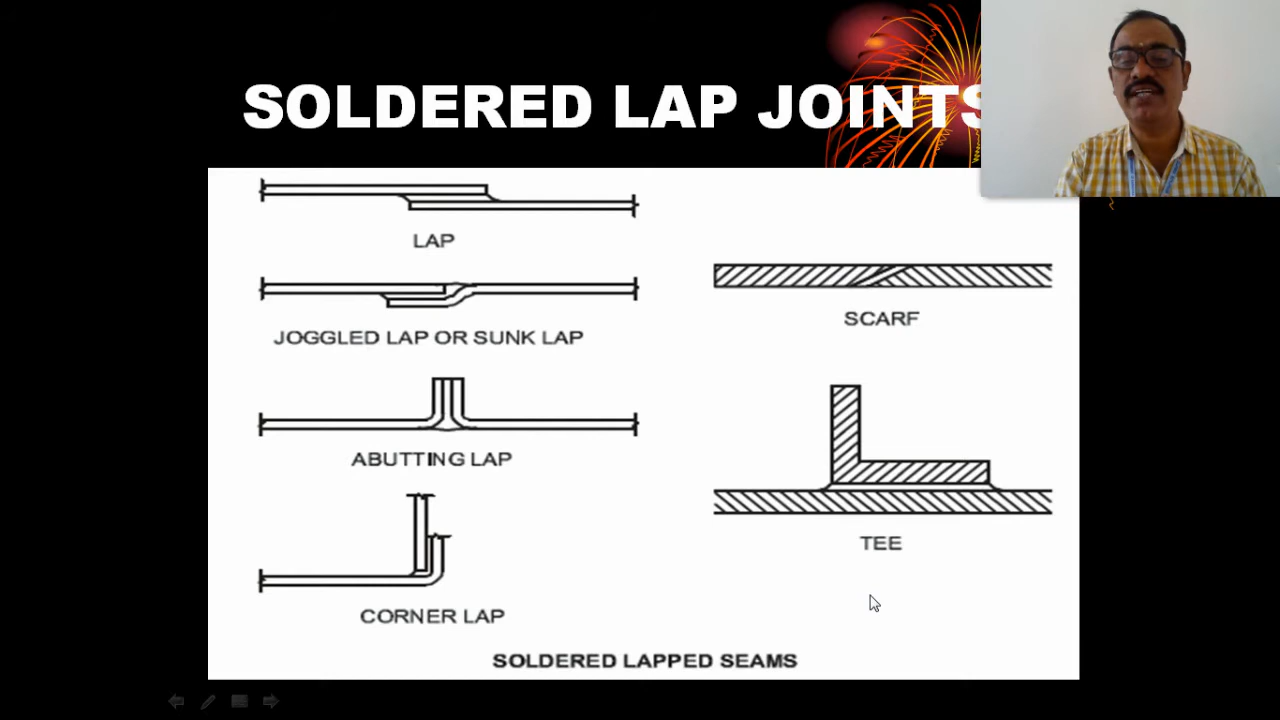 SOLDERED LAP JOINTS
LAP
JOGGLED LAP OR SUNK LAP
ABUTTING LAP
CORNER LAP
SCARF
TEE
SOLDERED LAPPED SEAMS